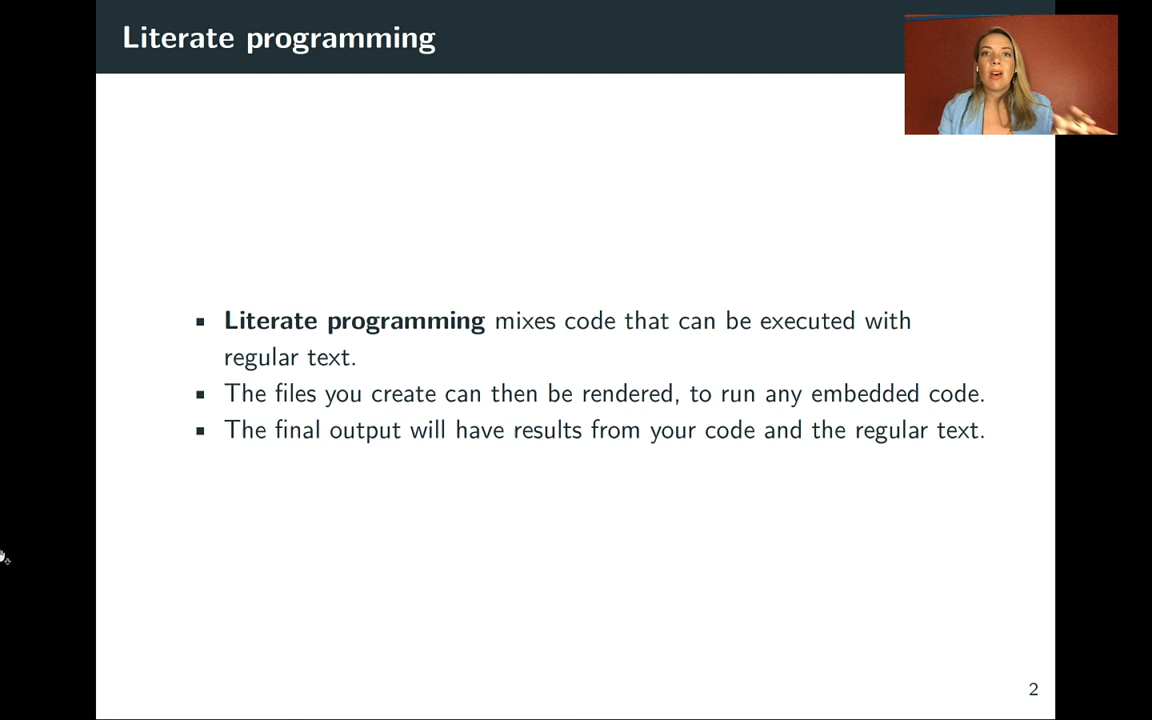 Literate programming
▪ Literate programming mixes code that can be executed with
regular text.
▪ The files you create can then be rendered, to run any embedded code.
▪ The final output will have results from your code and the regular text.
2